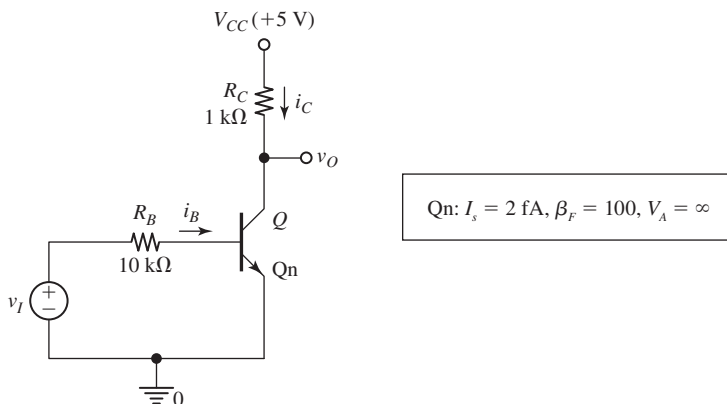 V_CC (+5 V)
R_C
1 kΩ
i_C
v_O
R_B
10 kΩ
i_B
Q
Qn
v_I
+
−
0
Qn: I_s = 2 fA, β_F = 100, V_A = ∞